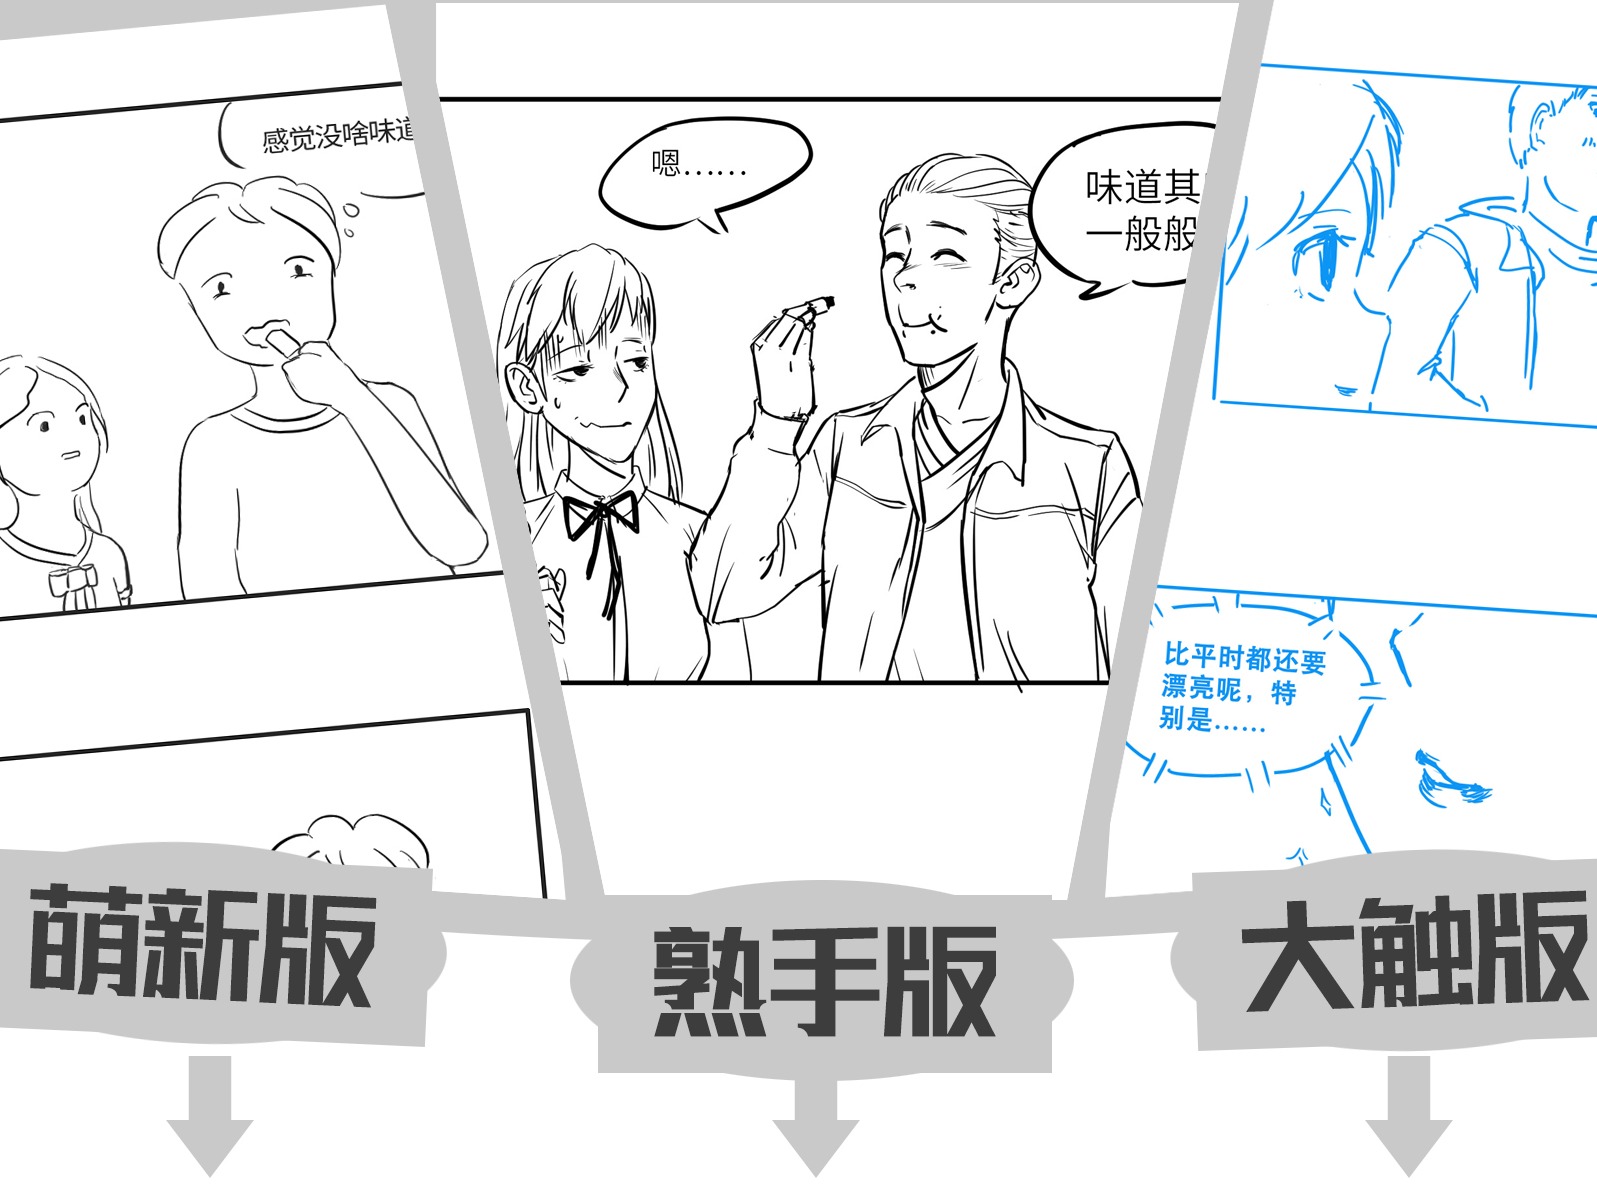 感觉没啥味道
嗯……
味道其
一般般
比平时都还要
漂亮呢，特
别是……
萌新版
熟手版
大触版